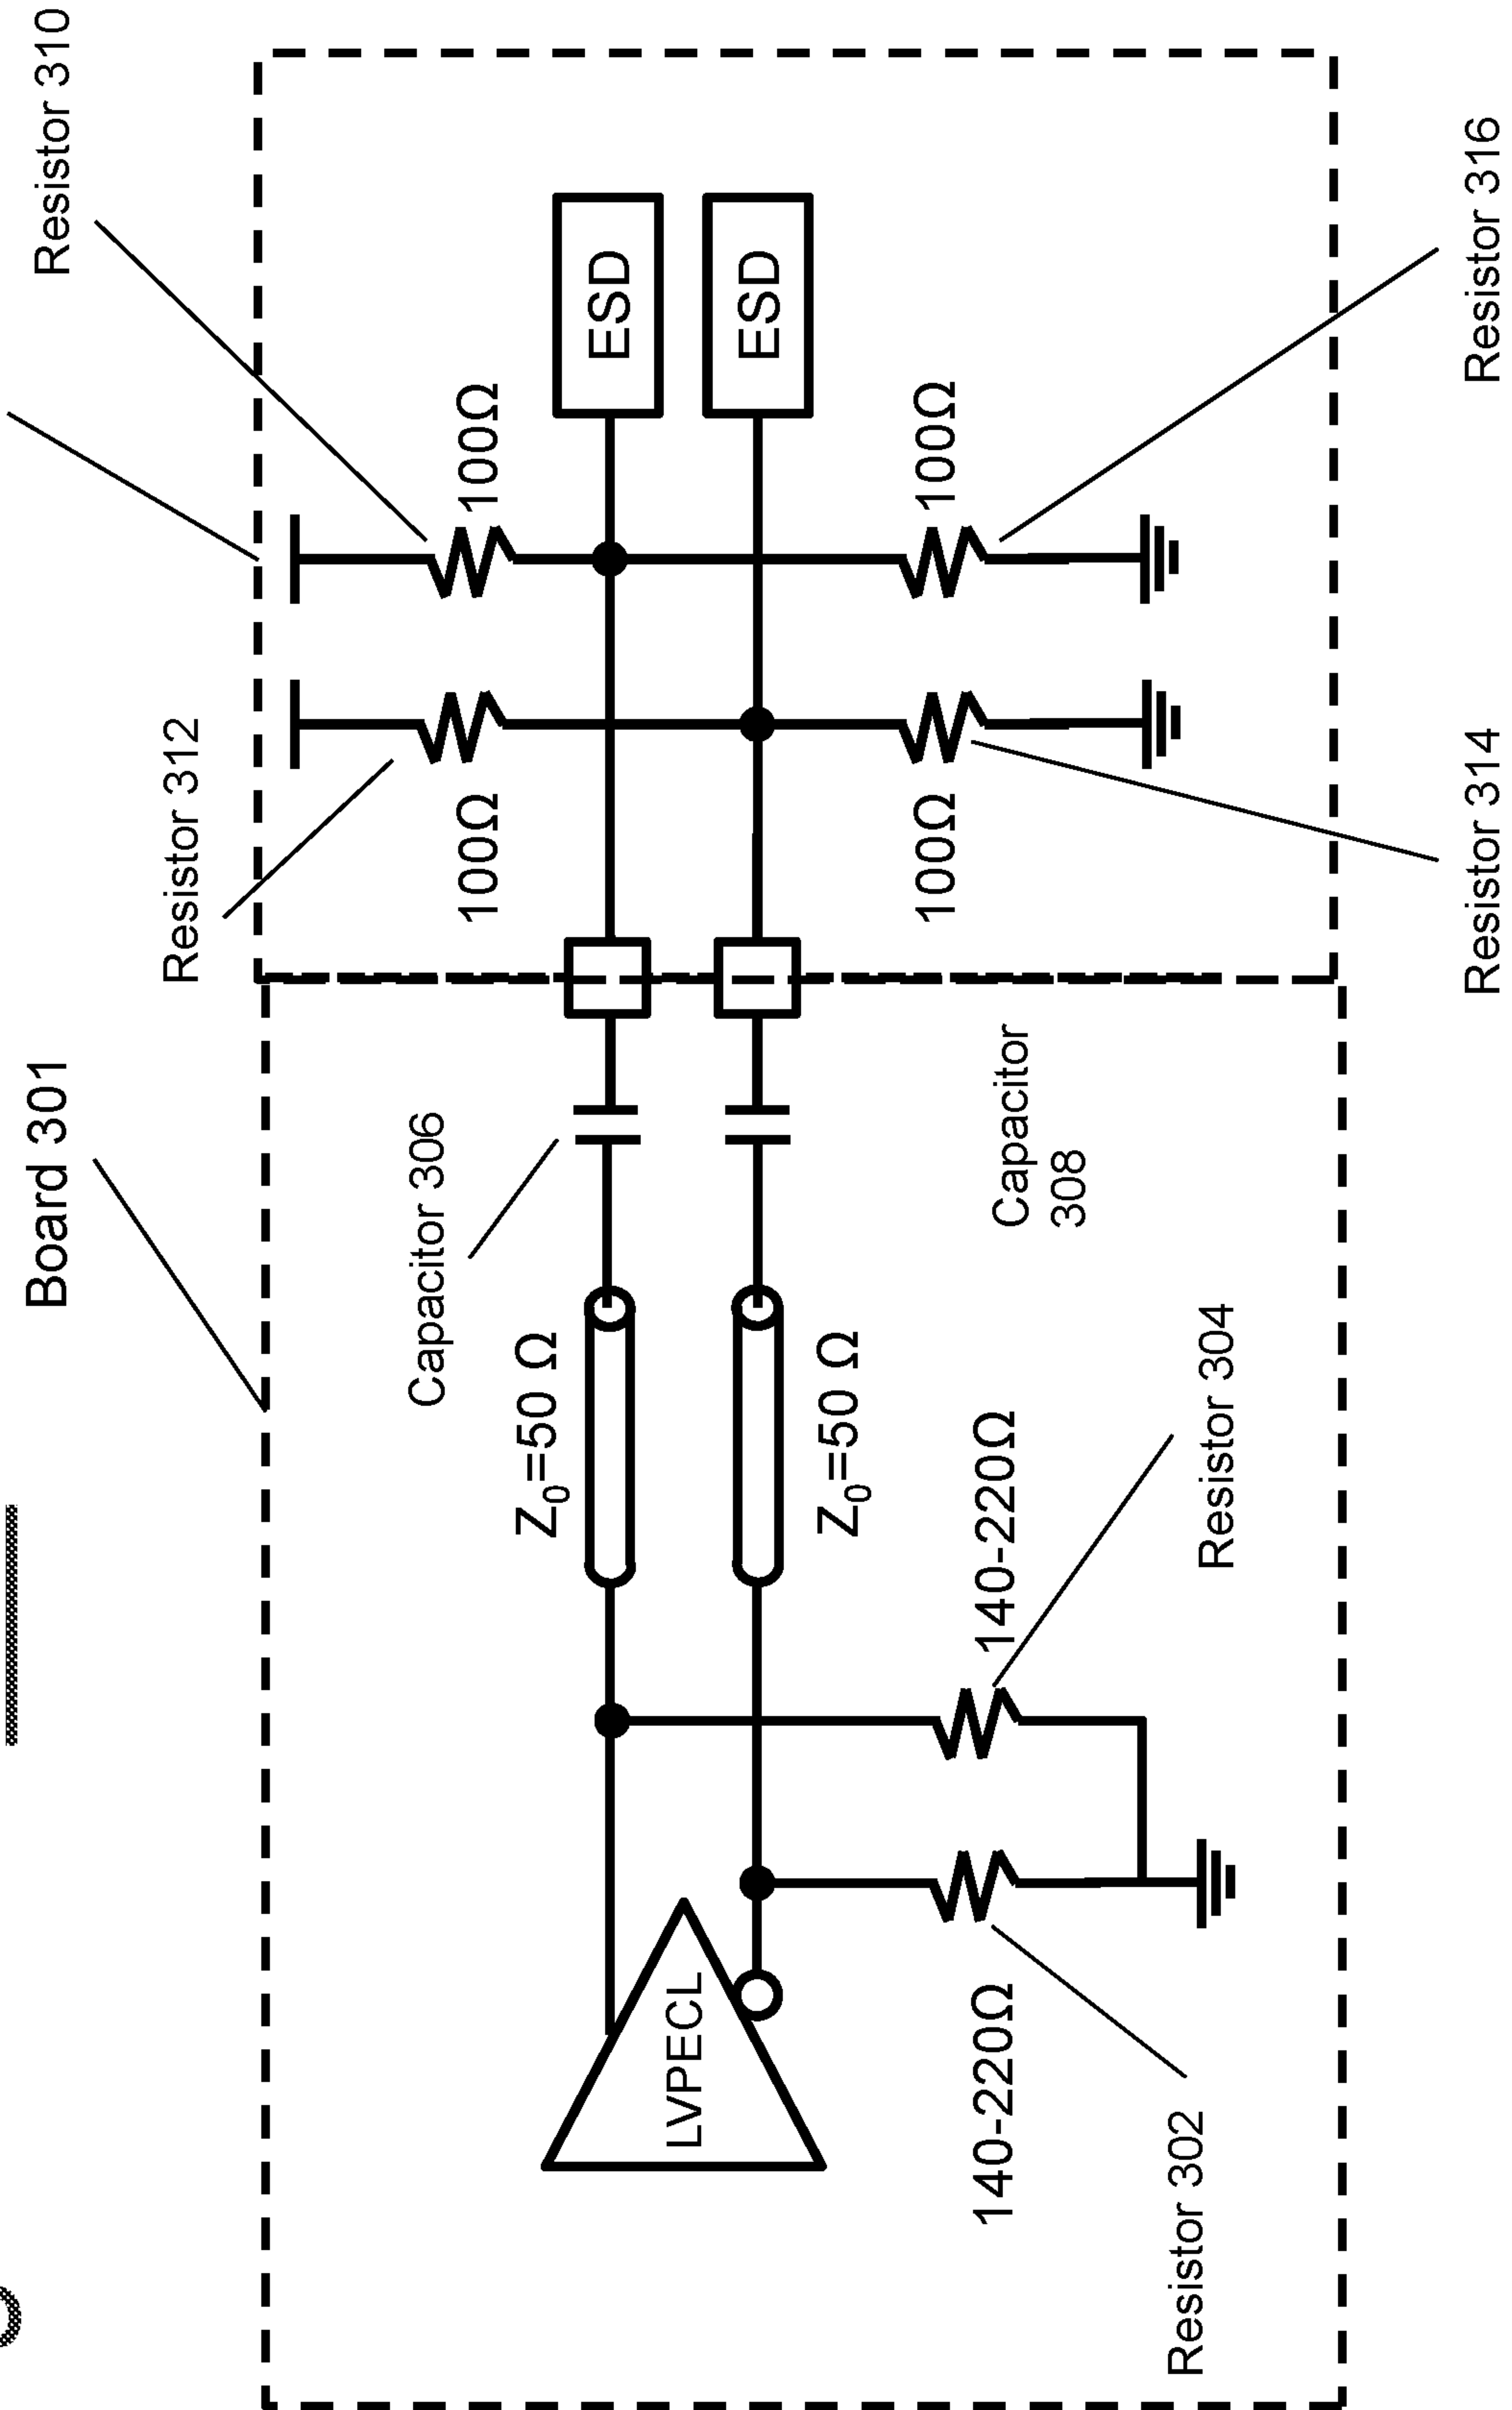 Board 301
Resistor 310
Resistor 312
Capacitor 306
Z₀=50 Ω
100Ω
100Ω
ESD
LVPECL
ESD
Z₀=50 Ω
100Ω
100Ω
140-220Ω
140-220Ω
Capacitor
308
Resistor 302
Resistor 304
Resistor 314
Resistor 316